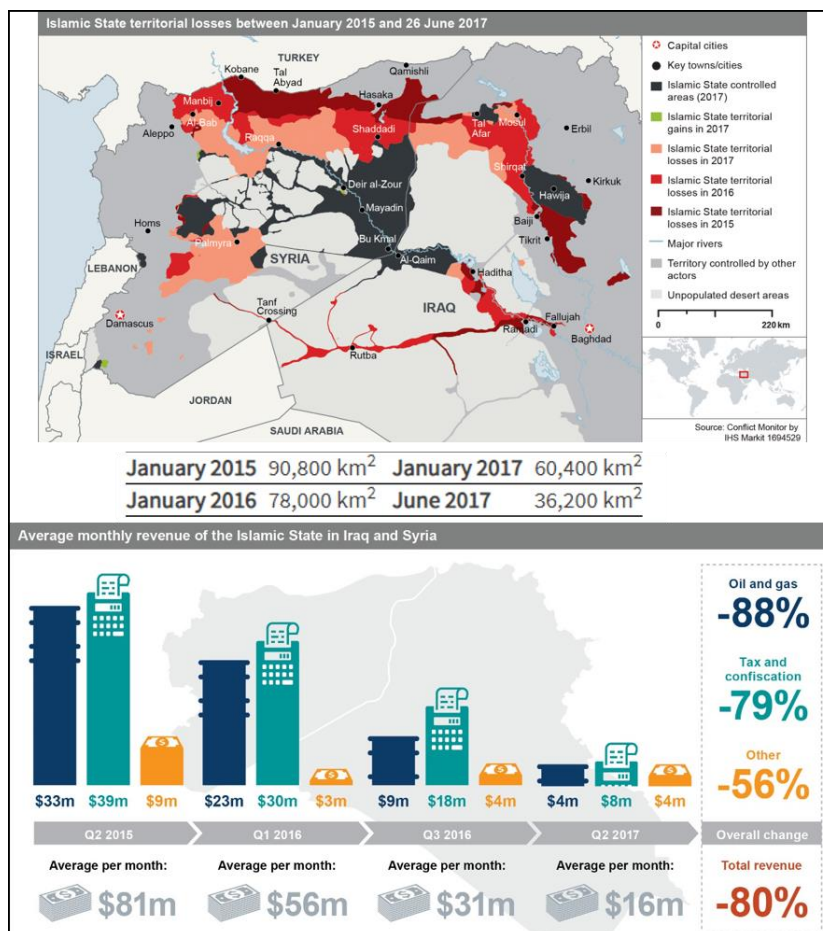 Islamic State territorial losses between January 2015 and 26 June 2017
TURKEY
Kobane
Tal
Abyad
Qamishli
Hasaka
Manbij
Al-Bab
Aleppo
Raqqa
Shaddadi
Tal
Afar
Mosul
Erbil
Shirqat
Kirkuk
Hawija
Deir al-Zour
Mayadin
Homs
Baiji
Tikrit
Palmyra
SYRIA
Bu Kmal
Al-Qaim
LEBANON
Haditha
IRAQ
Tanf
Crossing
Damascus
Ramadi
Fallujah
Baghdad
ISRAEL
Rutba
JORDAN
SAUDI ARABIA
Capital cities
Key towns/cities
Islamic State controlled
areas (2017)
Islamic State territorial
gains in 2017
Islamic State territorial
losses in 2017
Islamic State territorial
losses in 2016
Islamic State territorial
losses in 2015
Major rivers
Territory controlled by other
actors
Unpopulated desert areas
0 220 km
Source: Conflict Monitor by
IHS Markit 1694529
January 2015 90,800 km² January 2017 60,400 km²
January 2016 78,000 km² June 2017 36,200 km²
Average monthly revenue of the Islamic State in Iraq and Syria
Oil and gas
-88%
Tax and
confiscation
-79%
Other
-56%
$33m $39m $9m $23m $30m $3m $9m $18m $4m $4m $8m $4m
Q2 2015 Q1 2016 Q3 2016 Q2 2017 Overall change
Average per month: Average per month: Average per month: Average per month: Total revenue
$81m $56m $31m $16m -80%